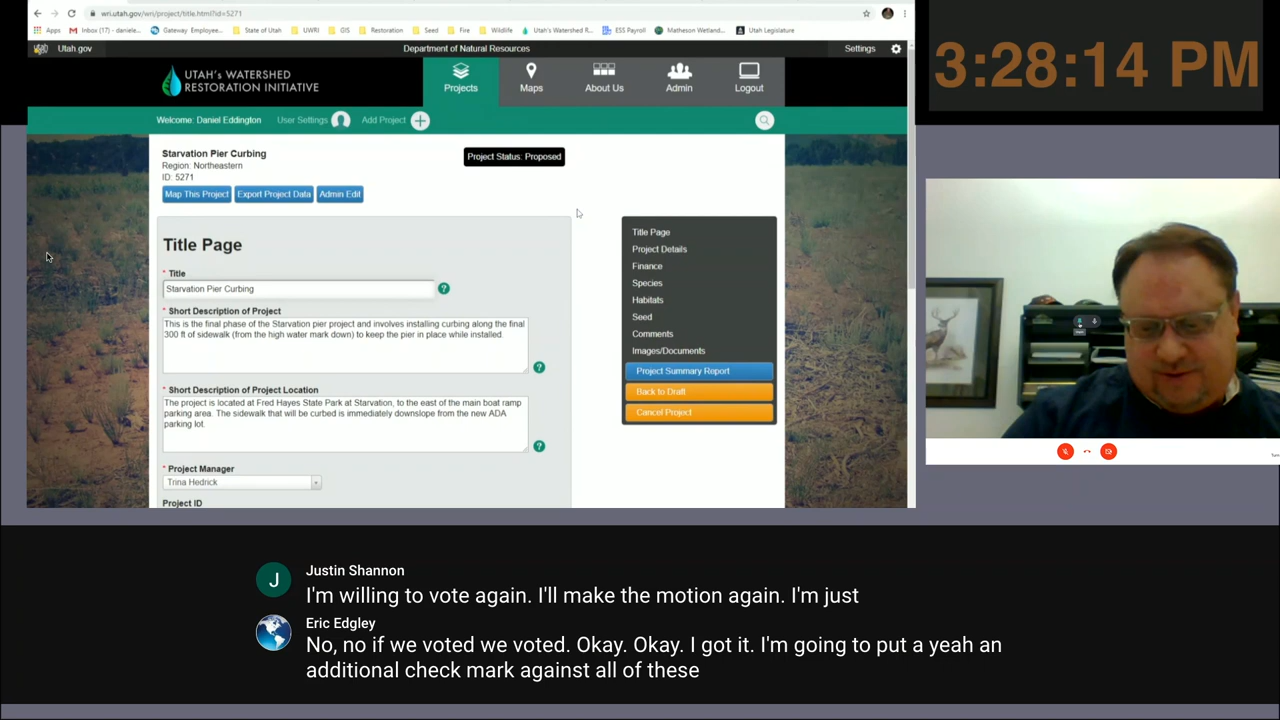 wri.utah.gov/wri/project/title.html?id=5271
3:28:14 PM
Apps
Inbox (17) - daniele...
Gateway Employee...
State of Utah
UWRI
GIS
Restoration
Seed
Fire
Wildlife
Utah's Watershed R...
ESS Payroll
Matheson Wetland...
Utah Legislature
Utah.gov
Department of Natural Resources
Settings
UTAH'S WATERSHED
RESTORATION INITIATIVE
Projects
Maps
About Us
Admin
Logout
Welcome: Daniel Eddington
User Settings
Add Project
Starvation Pier Curbing
Region: Northeastern
ID: 5271
Project Status: Proposed
Map This Project
Export Project Data
Admin Edit
Title Page
* Title
Starvation Pier Curbing
* Short Description of Project
This is the final phase of the Starvation pier project and involves installing curbing along the final
300 ft of sidewalk (from the high water mark down) to keep the pier in place while installed.
* Short Description of Project Location
The project is located at Fred Hayes State Park at Starvation, to the east of the main boat ramp
parking area. The sidewalk that will be curbed is immediately downslope from the new ADA
parking lot.
* Project Manager
Trina Hedrick
Project ID
Title Page
Project Details
Finance
Species
Habitats
Seed
Comments
Images/Documents
Project Summary Report
Back to Draft
Cancel Project
J
Justin Shannon
I'm willing to vote again. I'll make the motion again. I'm just
Eric Edgley
No, no if we voted we voted. Okay. Okay. I got it. I'm going to put a yeah an
additional check mark against all of these